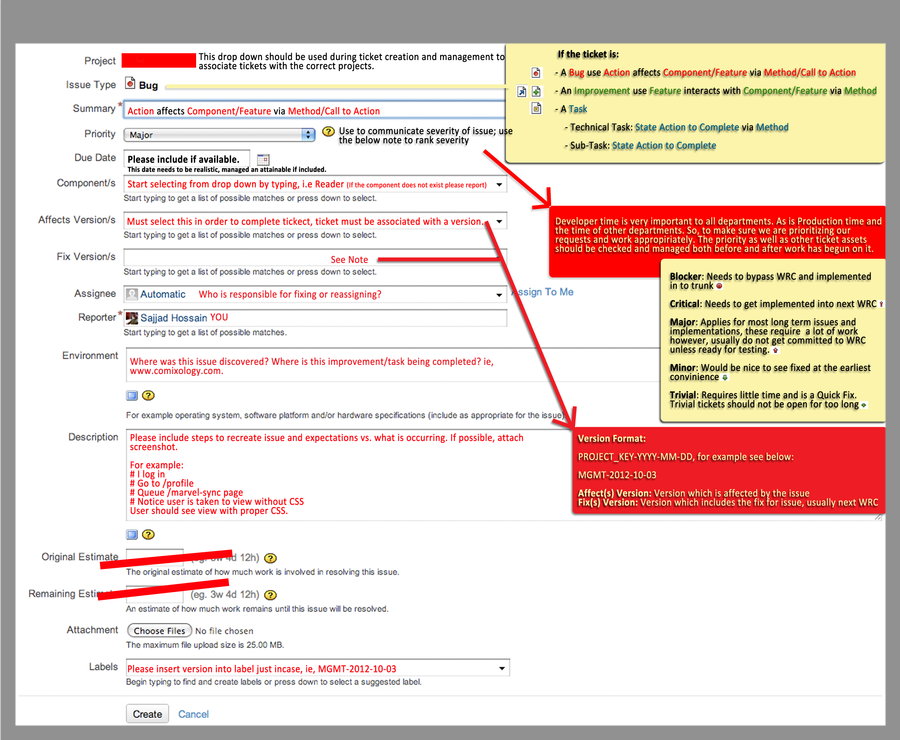 Project
This drop down should be used during ticket creation and management to
associate tickets with the correct projects.
Issue Type
Bug
Summary*
Action affects Component/Feature via Method/Call to Action
Priority
Major
Use to communicate severity of issue; use
the below note to rank severity
Due Date
Please include if available.
This date needs to be realistic, managed an attainable if included.
Component/s
Start selecting from drop down by typing, i.e Reader (If the component does not exist please report)
Start typing to get a list of possible matches or press down to select.
Affects Version/s
Must select this in order to complete tickect, ticket must be associated with a version.
Start typing to get a list of possible matches or press down to select.
Fix Version/s
See Note
Start typing to get a list of possible matches or press down to select.
Assignee
Automatic
Who is responsible for fixing or reassigning?
Assign To Me
Reporter*
Sajjad Hossain
YOU
Start typing to get a list of possible matches.
Environment
Where was this issue discovered? Where is this improvement/task being completed? ie,
www.comixology.com.
For example operating system, software platform and/or hardware specifications (include as appropriate for the issue)
Description
Please include steps to recreate issue and expectations vs. what is occurring. If possible, attach
screenshot.
For example:
# I log in
# Go to /profile
# Queue /marvel-sync page
# Notice user is taken to view without CSS
User should see view with proper CSS.
Original Estimate
(eg. 3w 4d 12h)
The original estimate of how much work is involved in resolving this issue.
Remaining Estimate
(eg. 3w 4d 12h)
An estimate of how much work remains until this issue will be resolved.
Attachment
Choose Files
No file chosen
The maximum file upload size is 25.00 MB.
Labels
Please insert version into label just incase, ie, MGMT-2012-10-03
Begin typing to find and create labels or press down to select a suggested label.
Create
Cancel
If the ticket is:
- A Bug use Action affects Component/Feature via Method/Call to Action
- An Improvement use Feature interacts with Component/Feature via Method
- A Task
- Technical Task: State Action to Complete via Method
- Sub-Task: State Action to Complete
Developer time is very important to all departments. As is Production time and
the time of other departments. So, to make sure we are prioritizing our
requests and work appropiriately. The priority as well as other ticket assets
should be checked and managed both before and after work has begun on it.
Blocker: Needs to bypass WRC and implemented
in to trunk
Critical: Needs to get implemented into next WRC
Major: Applies for most long term issues and
implementations, these require a lot of work
however, usually do not get committed to WRC
unless ready for testing.
Minor: Would be nice to see fixed at the earliest
convinience
Trivial: Requires little time and is a Quick Fix.
Trivial tickets should not be open for too long
Version Format:
PROJECT_KEY-YYYY-MM-DD, for example see below:
MGMT-2012-10-03
Affect(s) Version: Version which is affected by the issue
Fix(s) Version: Version which includes the fix for issue, usually next WRC